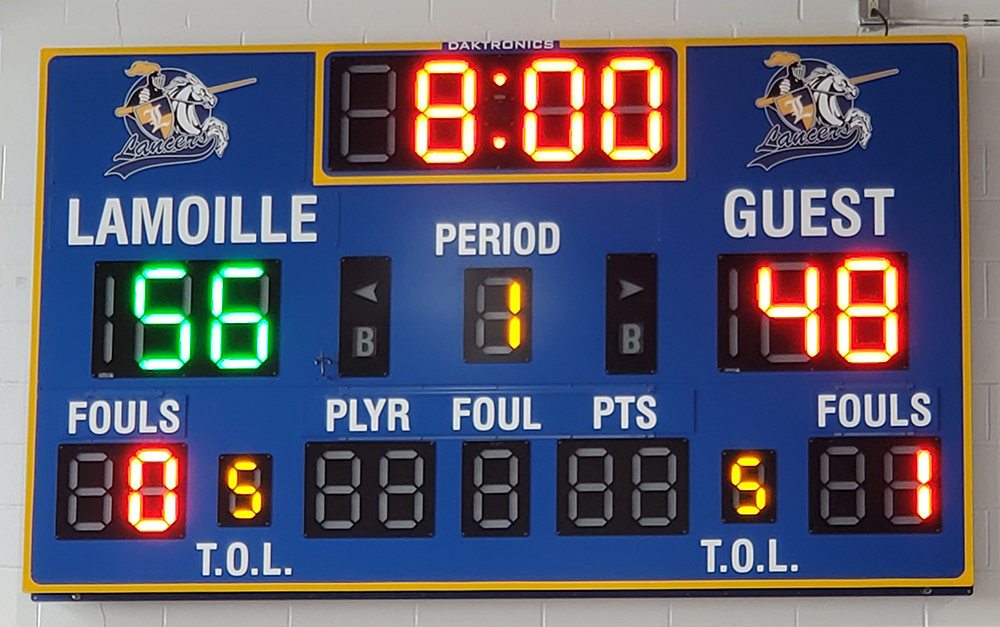 DAKTRONICS
Lancers
8:00
Lancers
LAMOILLE
PERIOD
GUEST
56
B
1
B
48
FOULS
PLYR
FOUL
PTS
FOULS
0
5
5
1
T.O.L.
T.O.L.